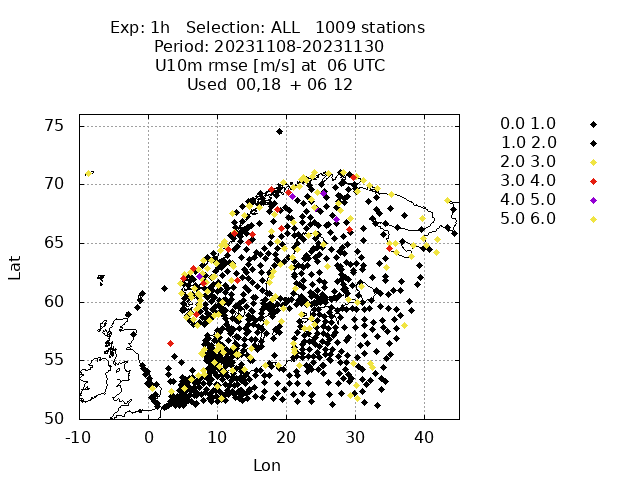 Exp: 1h   Selection: ALL   1009 stations
Period: 20231108-20231130
U10m rmse [m/s] at  06 UTC
Used  00,18  + 06 12
0.0 1.0
1.0 2.0
2.0 3.0
3.0 4.0
4.0 5.0
5.0 6.0
75
70
65
60
55
50
Lat
-10 0 10 20 30 40
Lon